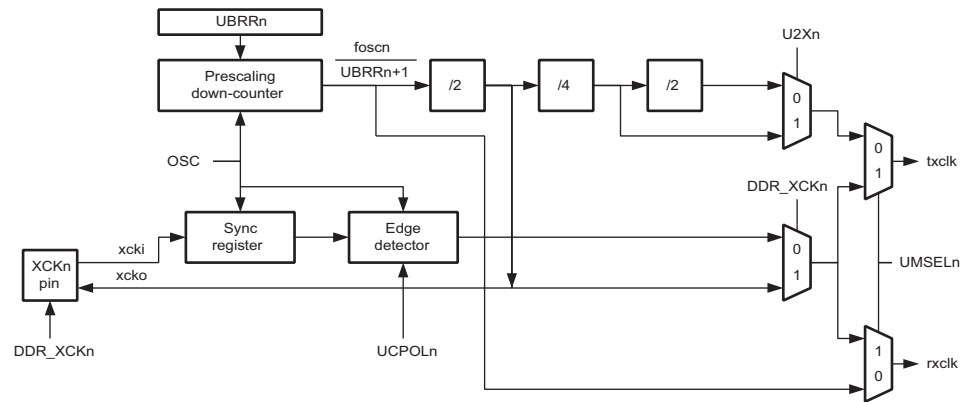 UBRRn
foscn
UBRRn+1
U2Xn
Prescaling
down-counter
/2
/4
/2
0
1
OSC
0
1
txclk
DDR_XCKn
Sync
register
Edge
detector
xcki
XCKn
pin
xcko
0
1
UMSELn
DDR_XCKn
UCPOLn
1
0
rxclk